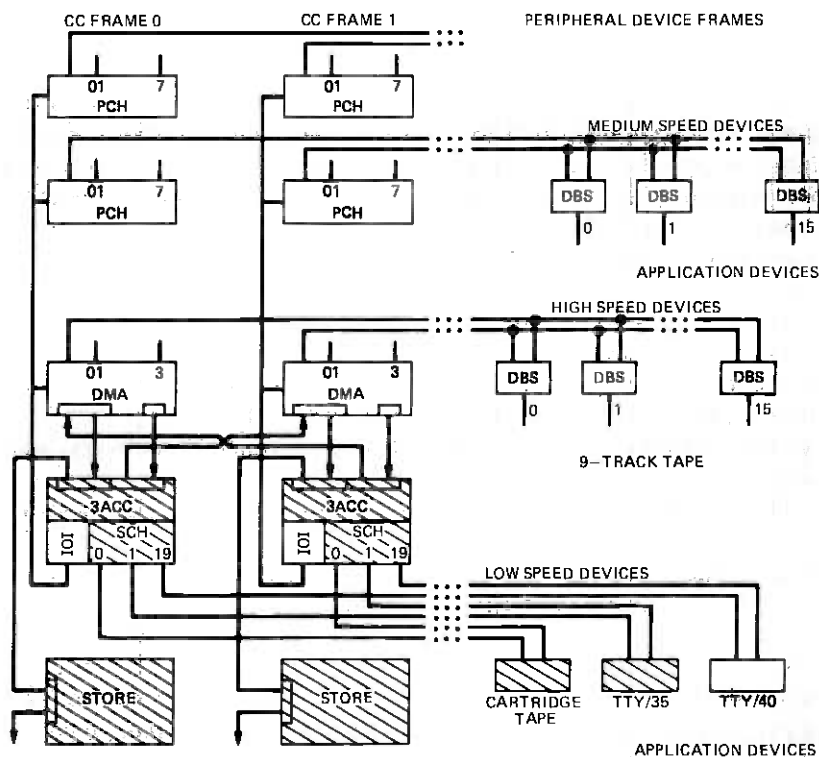 CC FRAME 0 CC FRAME 1 PERIPHERAL DEVICE FRAMES
01 7 01 7
PCH PCH
MEDIUM SPEED DEVICES
01 7 01 7 DBS DBS DBS
PCH PCH
0 1 15
APPLICATION DEVICES
HIGH SPEED DEVICES
01 3 01 3 DBS DBS DBS
DMA DMA
0 1 15
9-TRACK TAPE
3ACC 3ACC
IOI SCH IOI SCH
0 1 19 0 1 19
LOW SPEED DEVICES
STORE STORE
CARTRIDGE TAPE TTY/35 TTY/40
APPLICATION DEVICES